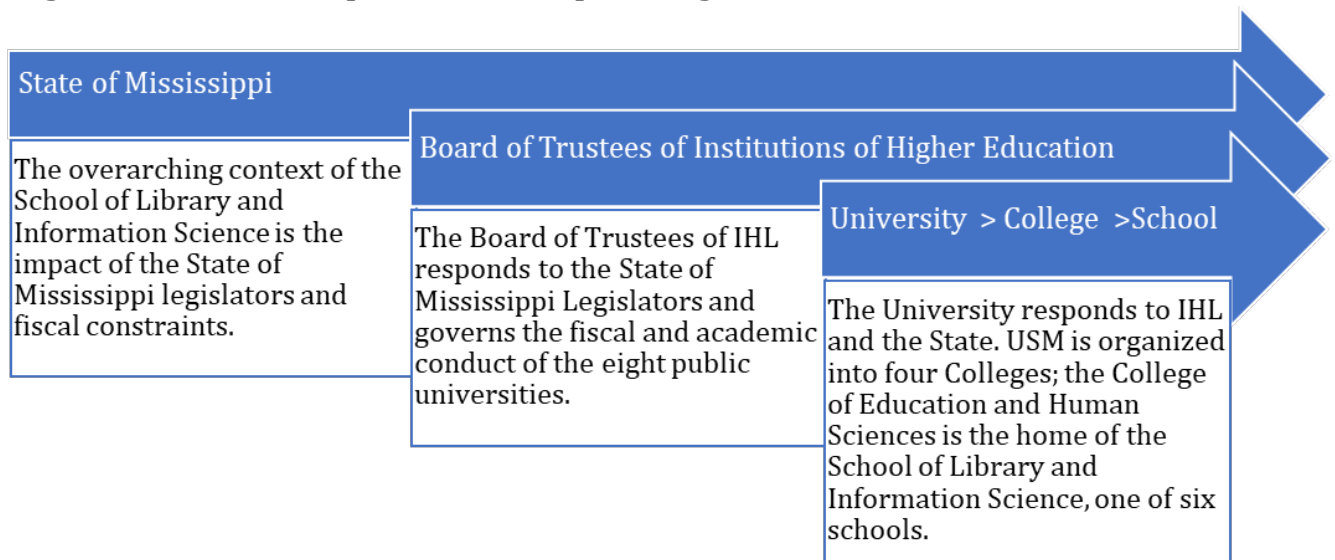 State of Mississippi
The overarching context of the
School of Library and
Information Science is the
impact of the State of
Mississippi legislators and
fiscal constraints.
Board of Trustees of Institutions of Higher Education
The Board of Trustees of IHL
responds to the State of
Mississippi Legislators and
governs the fiscal and academic
conduct of the eight public
universities.
University > College >School
The University responds to IHL
and the State. USM is organized
into four Colleges; the College
of Education and Human
Sciences is the home of the
School of Library and
Information Science, one of six
schools.